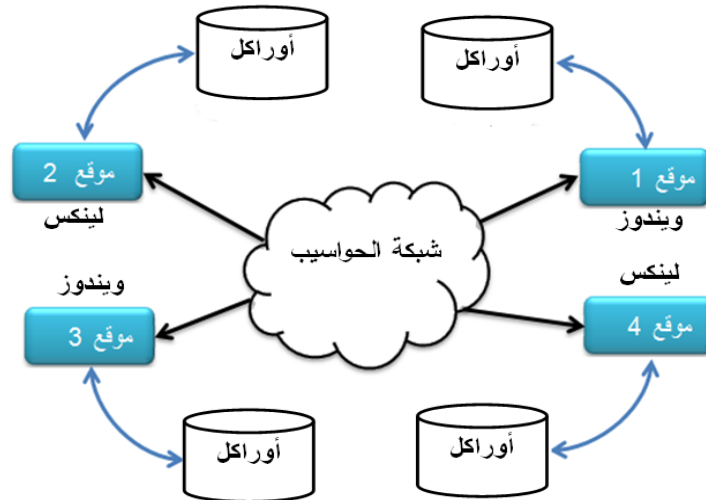 أوراكل
أوراكل
موقع 1
موقع 2
ويندوز
لينكس
شبكة الحواسيب
لينكس
ويندوز
موقع 4
موقع 3
أوراكل
أوراكل